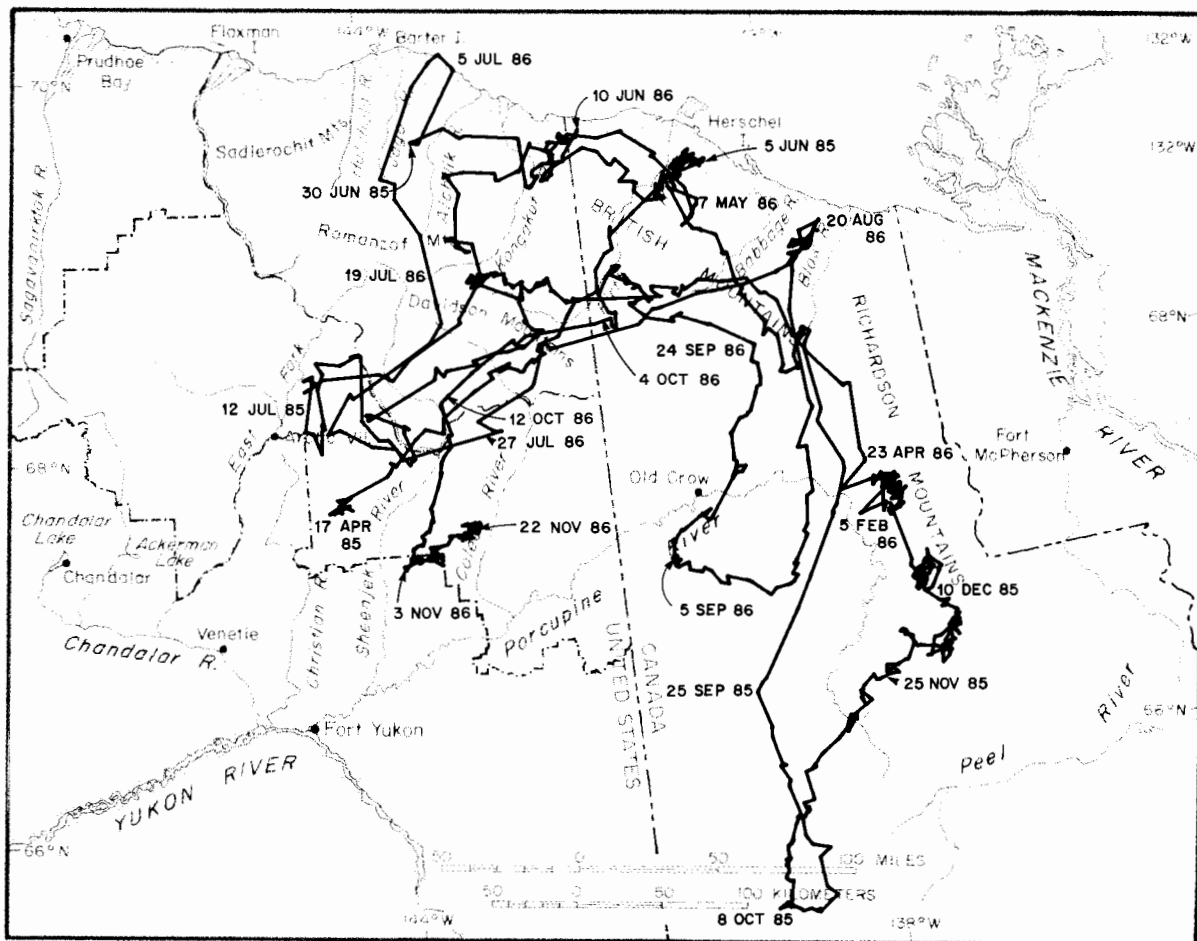 Flaxman
I
144°W
Barter I.
132°W
Prudhoe
Bay
70°N
5 JUL 86
10 JUN 86
Herschel
I
5 JUN 85
132°W
Sadlerochit Mts.
30 JUN 85
Sagavanirktok R.
Kongakut
7 MAY 86
BRITISH
MOUNTAINS
Babbage R.
20 AUG
86
Romanzof M
19 JUL 86
Davidson Mountains
RICHARDSON
MOUNTAINS
MACKENZIE
RIVER
68°N
24 SEP 86
4 OCT 86
East Fork
12 JUL 85
12 OCT 86
27 JUL 86
68°N
Old Crow
River
23 APR 86
Fort
McPherson
17 APR
85
River
River
22 NOV 86
5 FEB
86
Chandalar
Lake
Ackerman
Lake
Chandalar
3 NOV 86
5 SEP 86
10 DEC 85
Venetie
Chandalar R.
Christian R.
Sheenjek
Porcupine
CANADA
UNITED STATES
25 SEP 85
25 NOV 85
River
66°N
Fort Yukon
YUKON RIVER
Peel
66°N
50 0 50 100 MILES
50 0 50 100 KILOMETERS
144°W
8 OCT 85
138°W